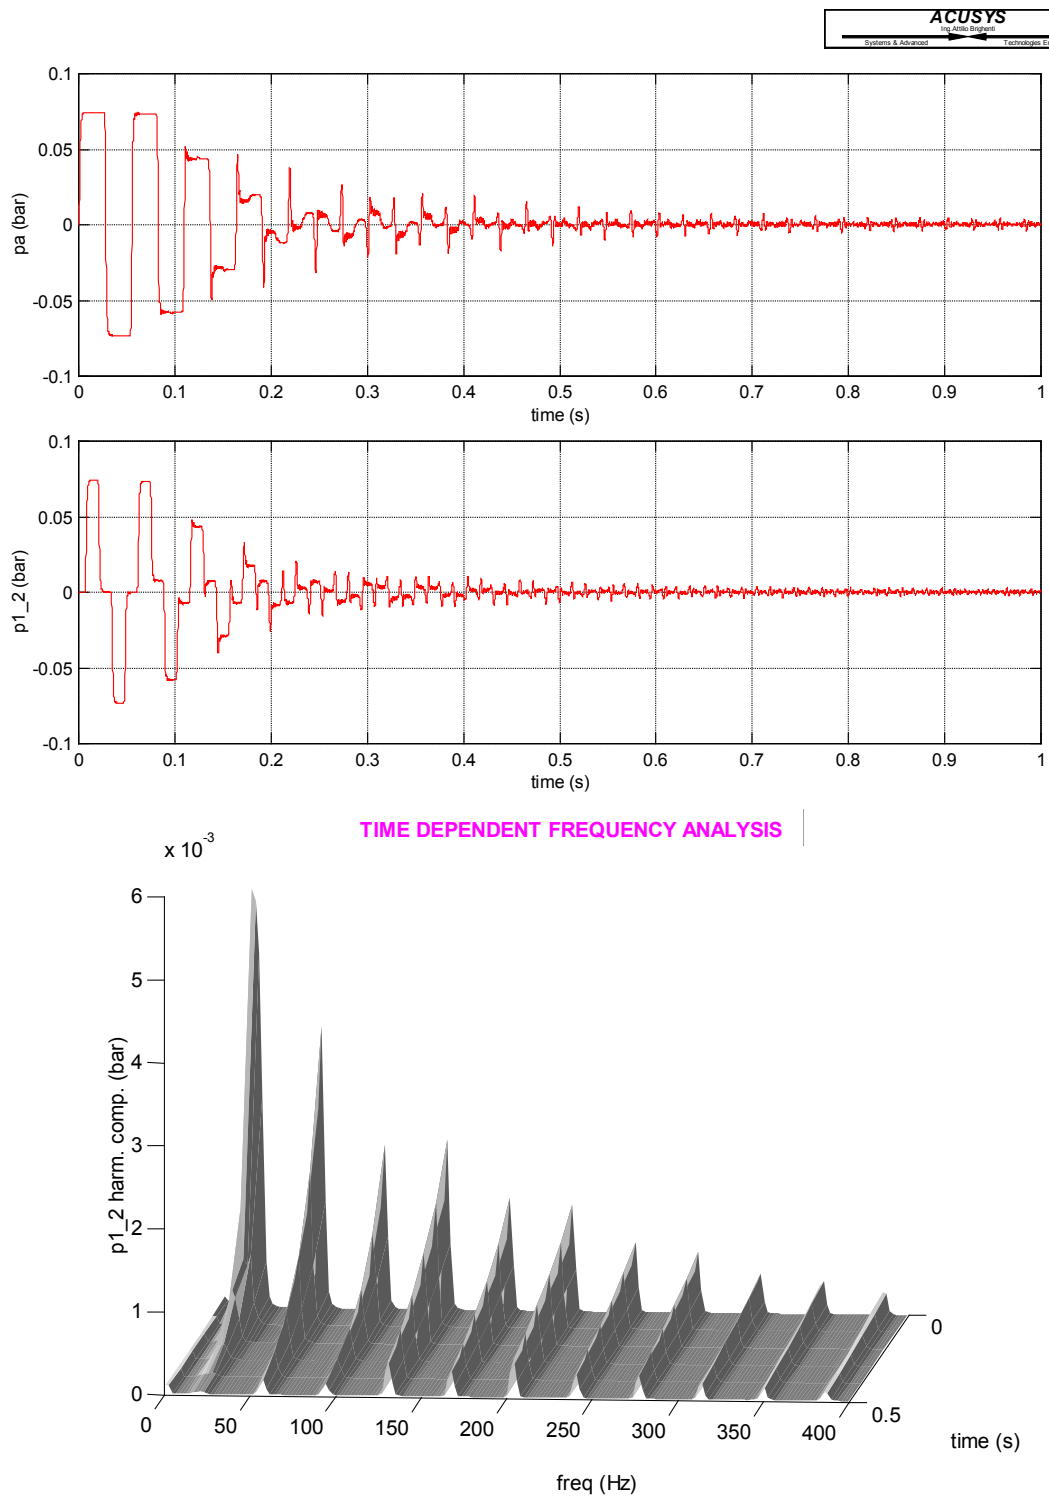 ACUSYS
Ing.Attilio Brighenti
Systems & Advanced Technologies En
0.1
0.05
0
-0.05
-0.1
pa (bar)
0 0.1 0.2 0.3 0.4 0.5 0.6 0.7 0.8 0.9 1
time (s)
0.1
0.05
0
-0.05
-0.1
p1_2 (bar)
0 0.1 0.2 0.3 0.4 0.5 0.6 0.7 0.8 0.9 1
time (s)
TIME DEPENDENT FREQUENCY ANALYSIS
x 10-3
6
5
4
3
2
1
0
p1_2 harm. comp. (bar)
0 50 100 150 200 250 300 350 400
freq (Hz)
0
0.5
time (s)